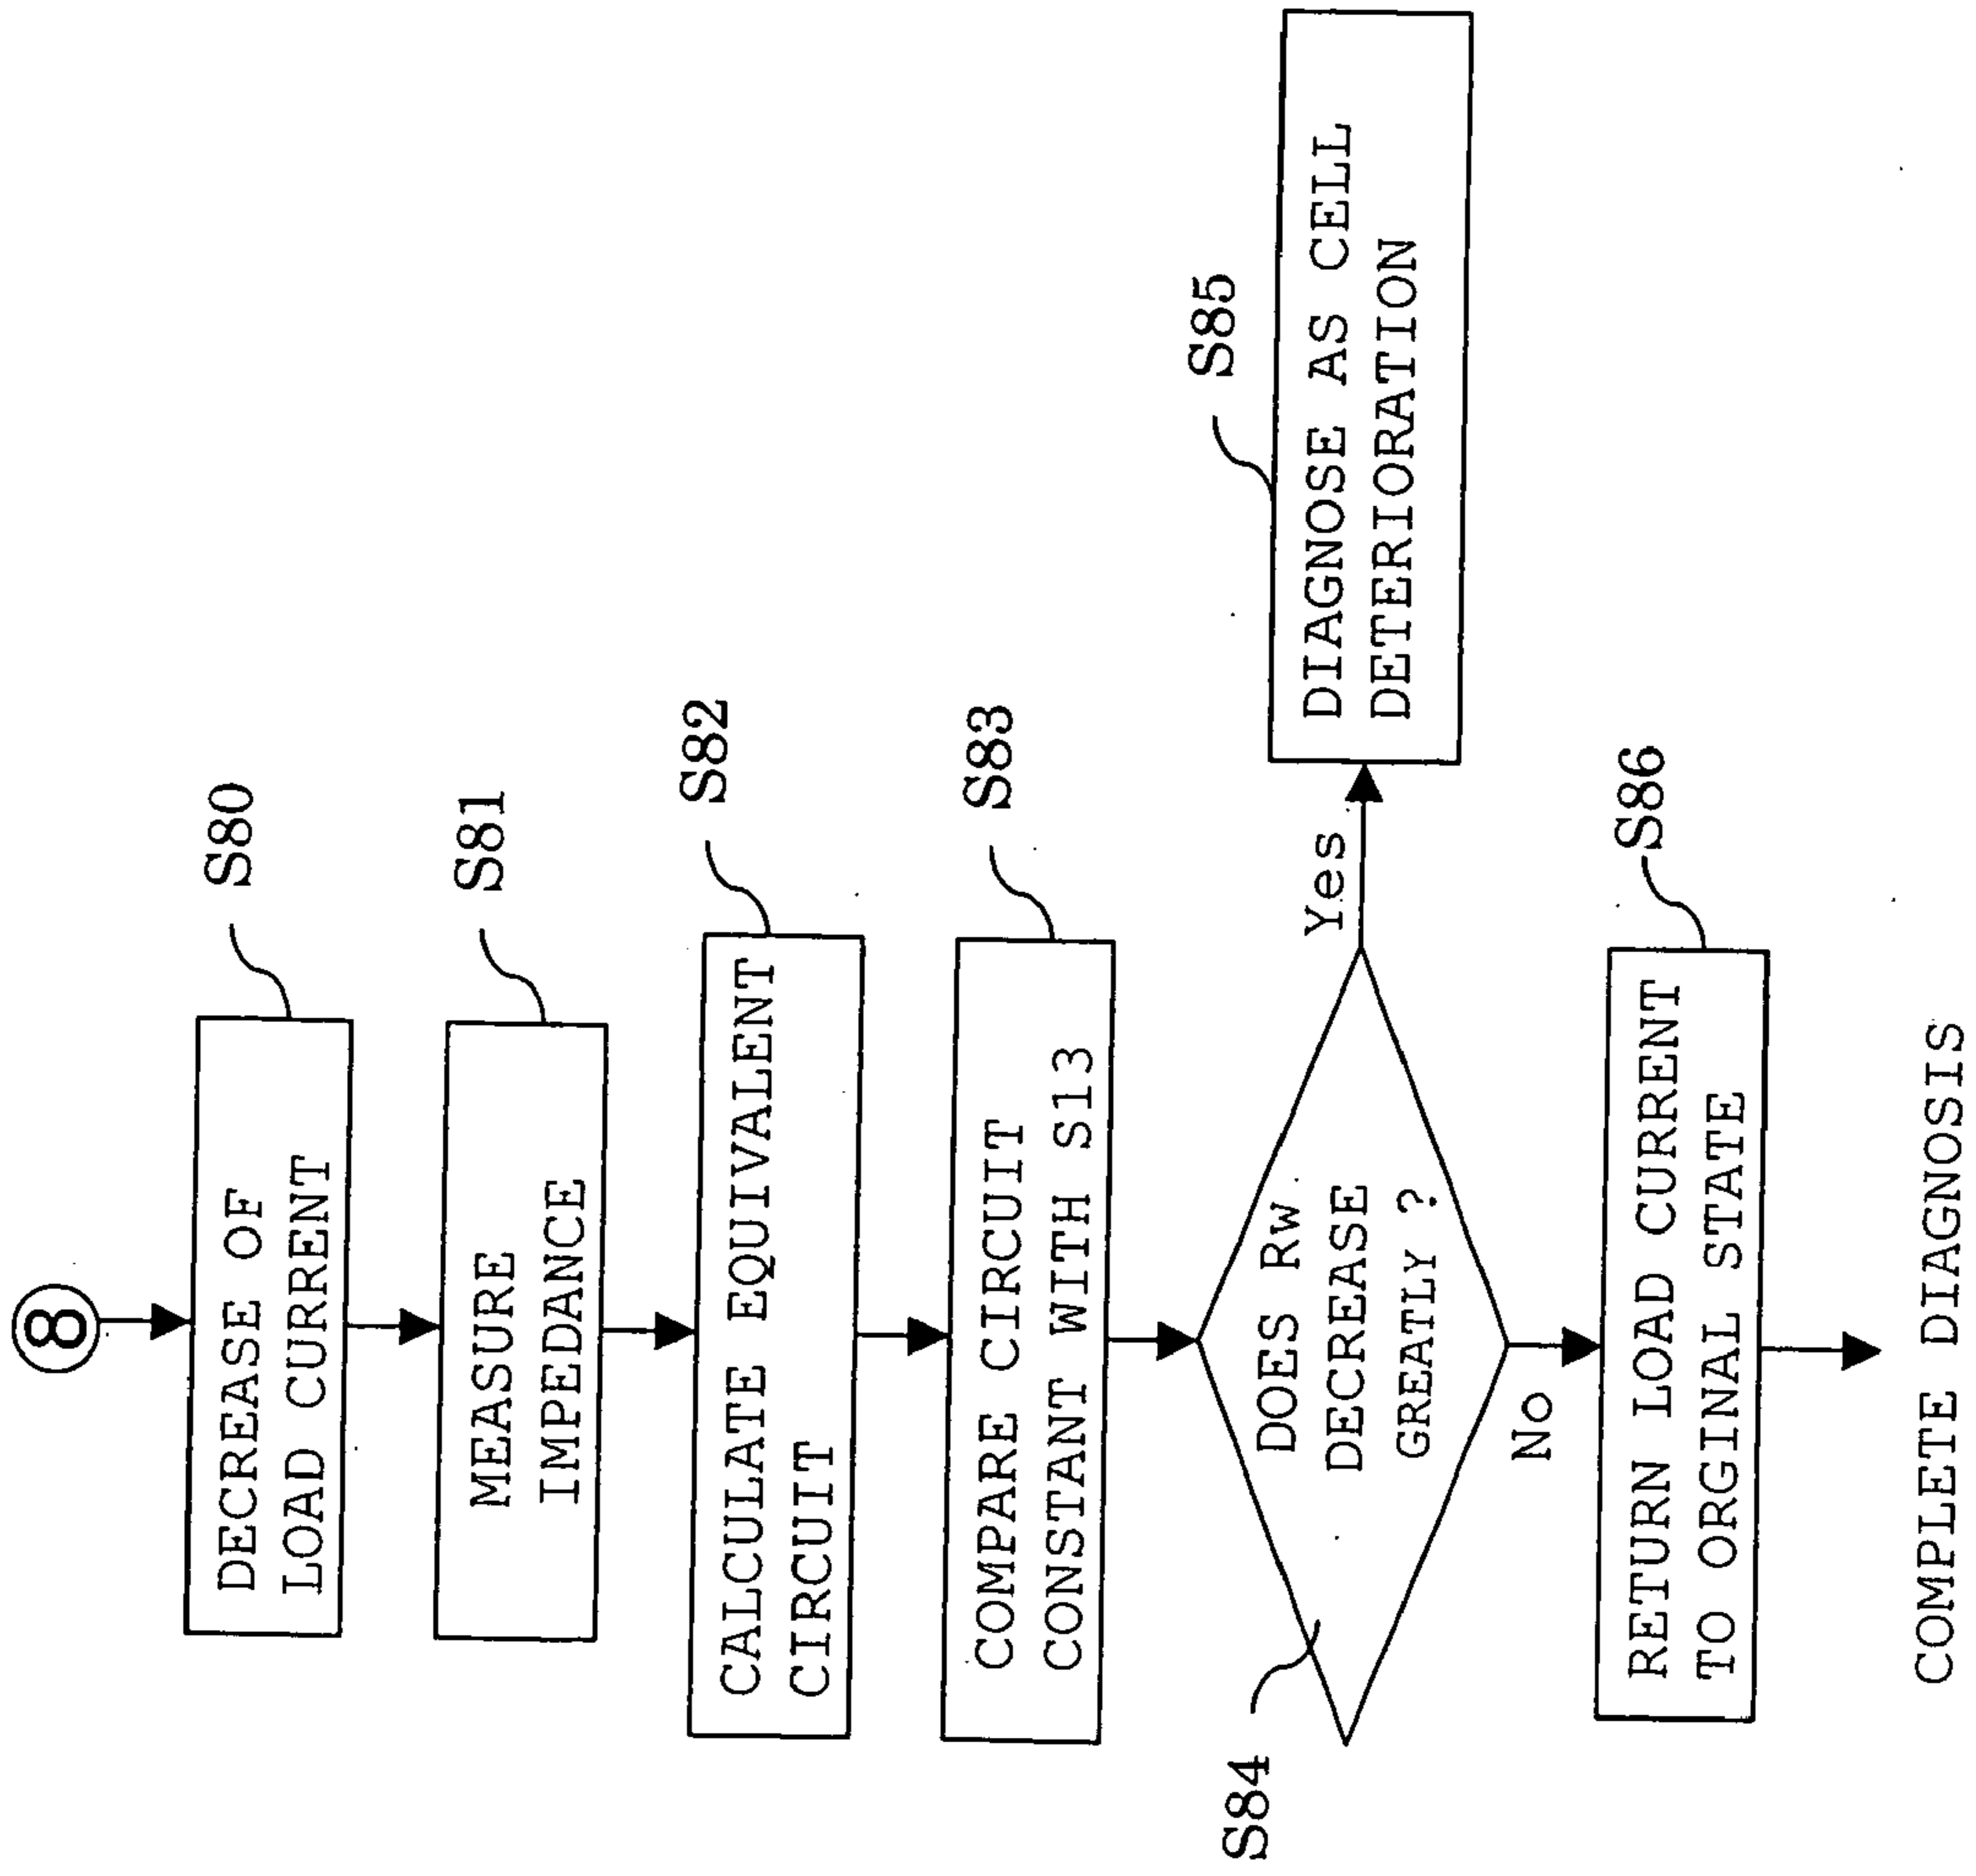 8
S80
DECREASE OF
LOAD CURRENT
S81
MEASURE
IMPEDANCE
S82
CALCULATE EQUIVALENT
CIRCUIT
S83
COMPARE CIRCUIT
CONSTANT WITH S13
S84
DOES Rw
DECREASE
GREATLY ?
Yes
S85
DIAGNOSE AS CELL
DETERIORATION
No
S86
RETURN LOAD CURRENT
TO ORGINAL STATE
COMPLETE DIAGNOSIS